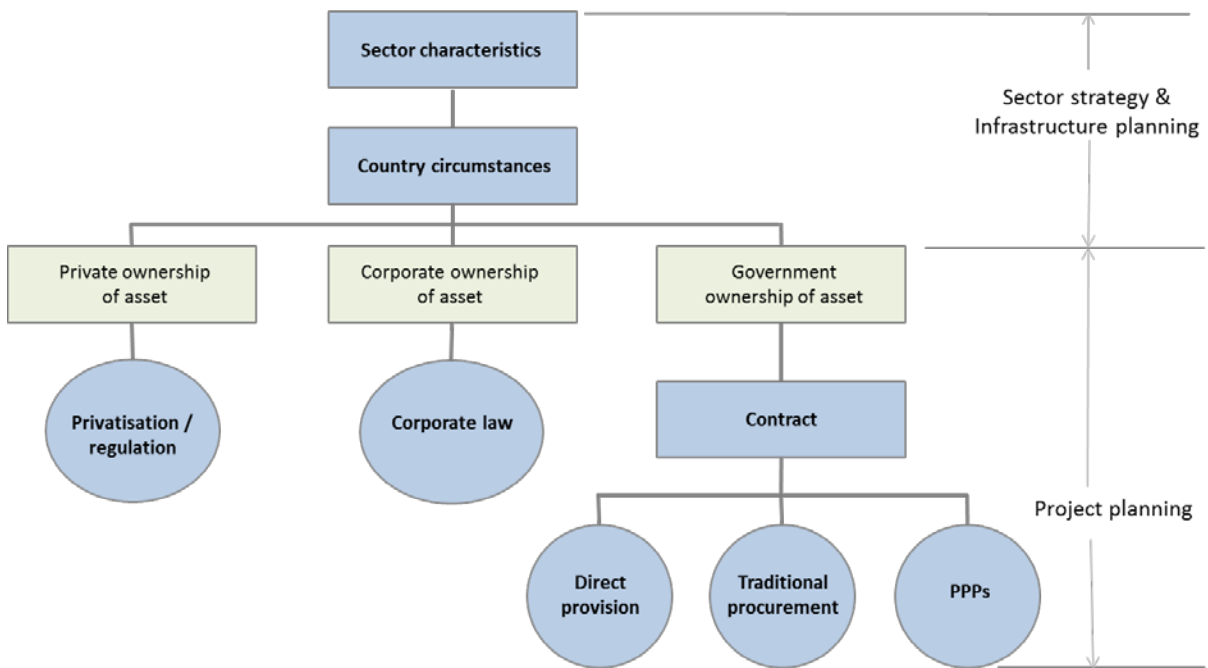 Sector characteristics
Sector strategy &
Infrastructure planning
Country circumstances
Private ownership
of asset
Corporate ownership
of asset
Government
ownership of asset
Privatisation /
regulation
Corporate law
Contract
Project planning
Direct
provision
Traditional
procurement
PPPs